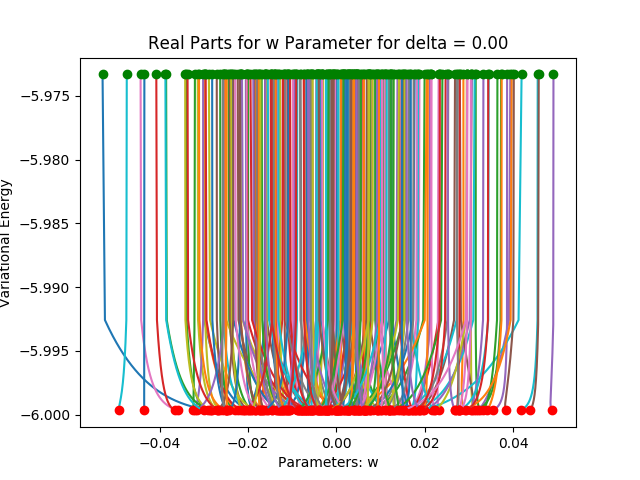 Real Parts for w Parameter for delta = 0.00
−5.975
−5.980
−5.985
−5.990
−5.995
−6.000
Variational Energy
−0.04 −0.02 0.00 0.02 0.04
Parameters: w